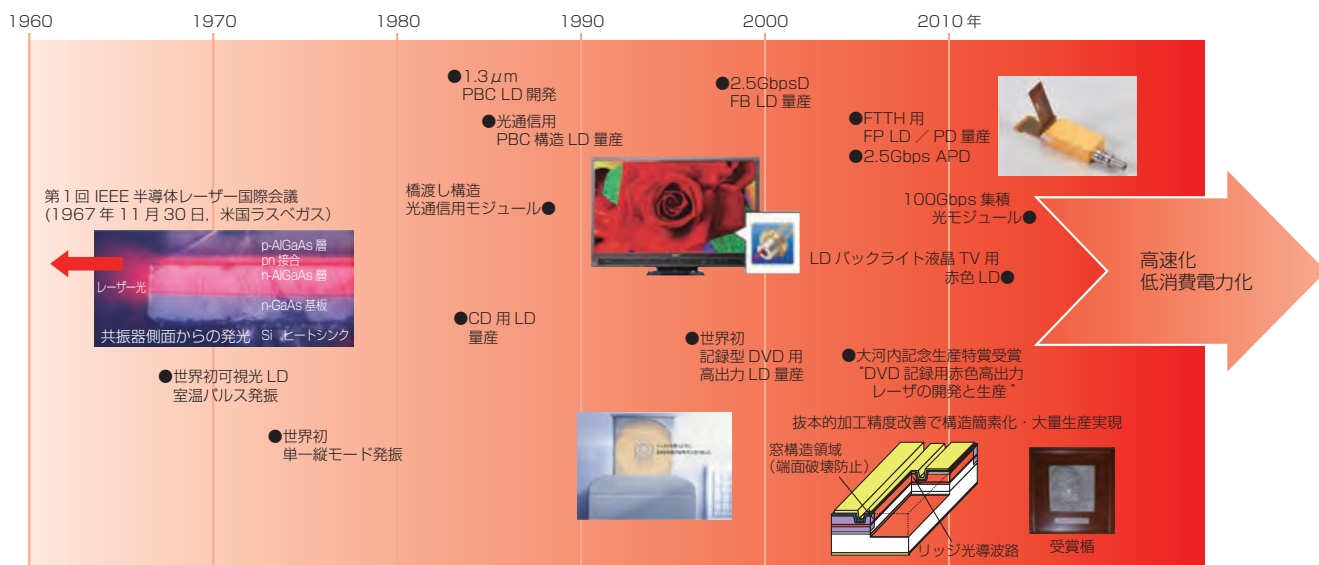 1960 1970 1980 1990 2000 2010年
●1.3μm
PBC LD 開発
●光通信用
PBC 構造 LD 量産
●2.5GbpsD
FB LD 量産
●FTTH 用
FP LD ／ PD 量産
●2.5Gbps APD
第1回 IEEE 半導体レーザー国際会議
(1967年11月30日，米国ラスベガス)
橋渡し構造
光通信用モジュール●
100Gbps 集積
光モジュール●
p-AlGaAs 層
pn 接合
n-AlGaAs 層
レーザー光
n-GaAs 基板
共振器側面からの発光 Si ヒートシンク
LD バックライト液晶 TV 用
赤色 LD●
高速化
低消費電力化
●CD 用 LD
量産
●世界初
記録型 DVD 用
高出力 LD 量産
●大河内記念生産特賞受賞
“DVD 記録用赤色高出力
レーザの開発と生産”
●世界初可視光 LD
室温パルス発振
●世界初
単一縦モード発振
抜本的加工精度改善で構造簡素化・大量生産実現
窓構造領域
(端面破壊防止)
リッジ光導波路
受賞楯